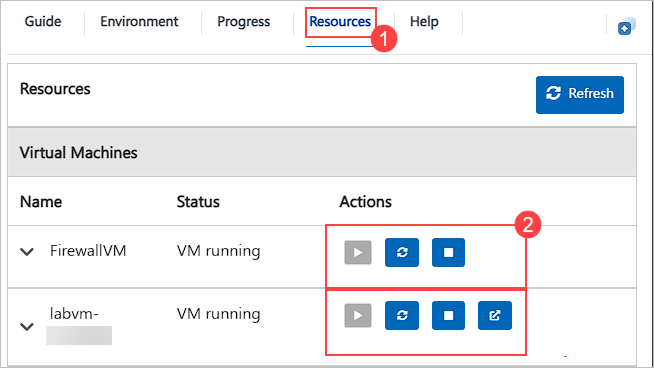 Guide Environment Progress Resources Help
1
Resources Refresh
Virtual Machines
Name Status Actions
2
FirewallVM VM running
labvm- VM running